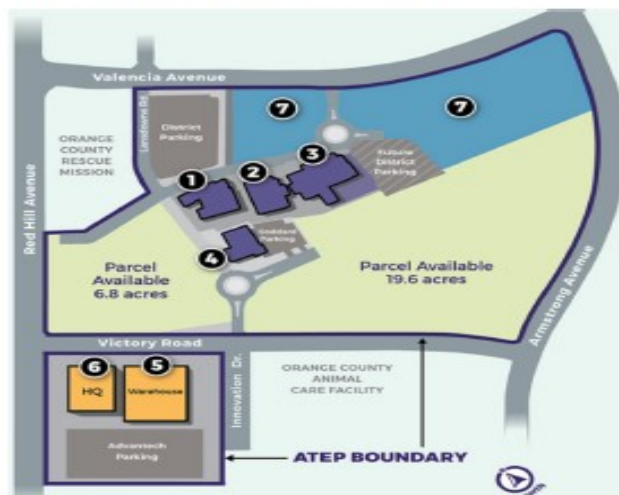 Valencia Avenue
Lansdowne Rd
District
Parking
7
7
ORANGE
COUNTY
RESCUE
MISSION
1
2
3
Future
District
Parking
Red Hill Avenue
4
Goddard
Parking
Parcel
Available
6.8 acres
Parcel Available
19.6 acres
Armstrong Avenue
Victory Road
6
5
HQ
Warehouse
Innovation Dr.
ORANGE COUNTY
ANIMAL
CARE FACILITY
Advantech
Parking
ATEP BOUNDARY